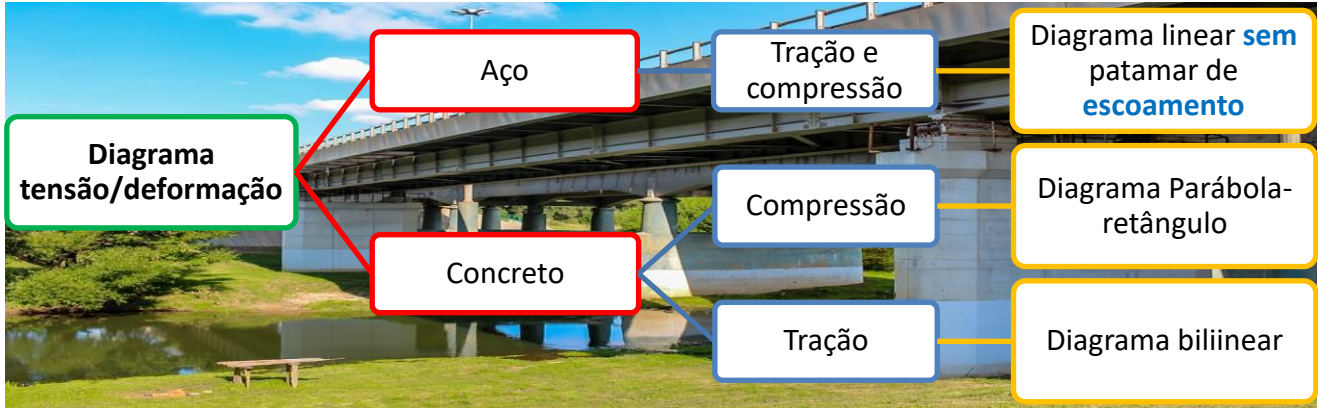 Diagrama
tensão/deformação
Aço
Tração e
compressão
Diagrama linear sem
patamar de
escoamento
Concreto
Compressão
Diagrama Parábola-
retângulo
Tração
Diagrama biliinear